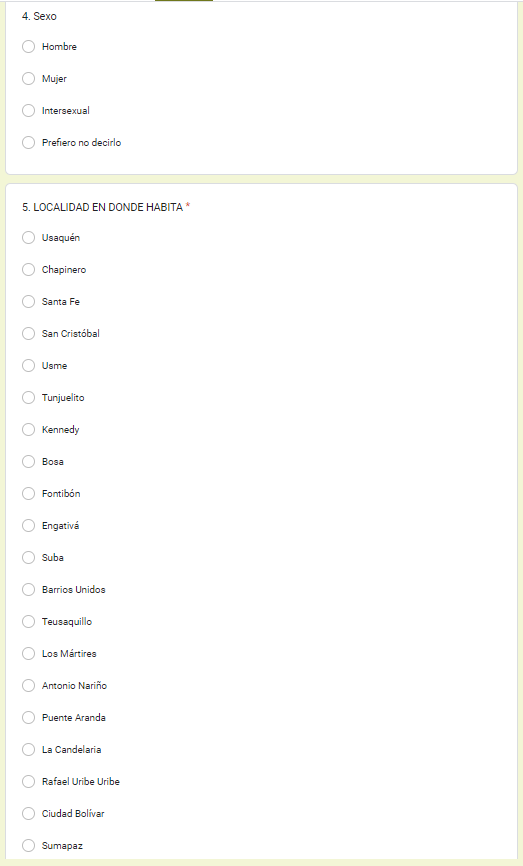 4. Sexo
Hombre
Mujer
Intersexual
Prefiero no decirlo
5. LOCALIDAD EN DONDE HABITA *
Usaquén
Chapinero
Santa Fe
San Cristóbal
Usme
Tunjuelito
Kennedy
Bosa
Fontibón
Engativá
Suba
Barrios Unidos
Teusaquillo
Los Mártires
Antonio Nariño
Puente Aranda
La Candelaria
Rafael Uribe Uribe
Ciudad Bolívar
Sumapaz